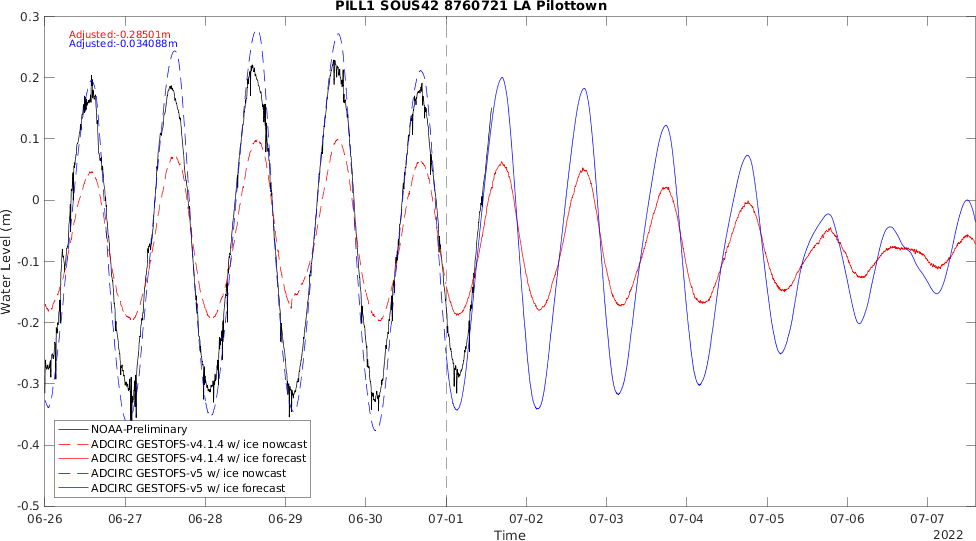 PILL1 SOUS42 8760721 LA Pilottown
Adjusted:-0.28501m
Adjusted:-0.034088m
0.3
0.2
0.1
0
-0.1
-0.2
-0.3
-0.4
-0.5
Water Level (m)
NOAA-Preliminary
ADCIRC GESTOFS-v4.1.4 w/ ice nowcast
ADCIRC GESTOFS-v4.1.4 w/ ice forecast
ADCIRC GESTOFS-v5 w/ ice nowcast
ADCIRC GESTOFS-v5 w/ ice forecast
06-26 06-27 06-28 06-29 06-30 07-01 07-02 07-03 07-04 07-05 07-06 07-07
2022
Time